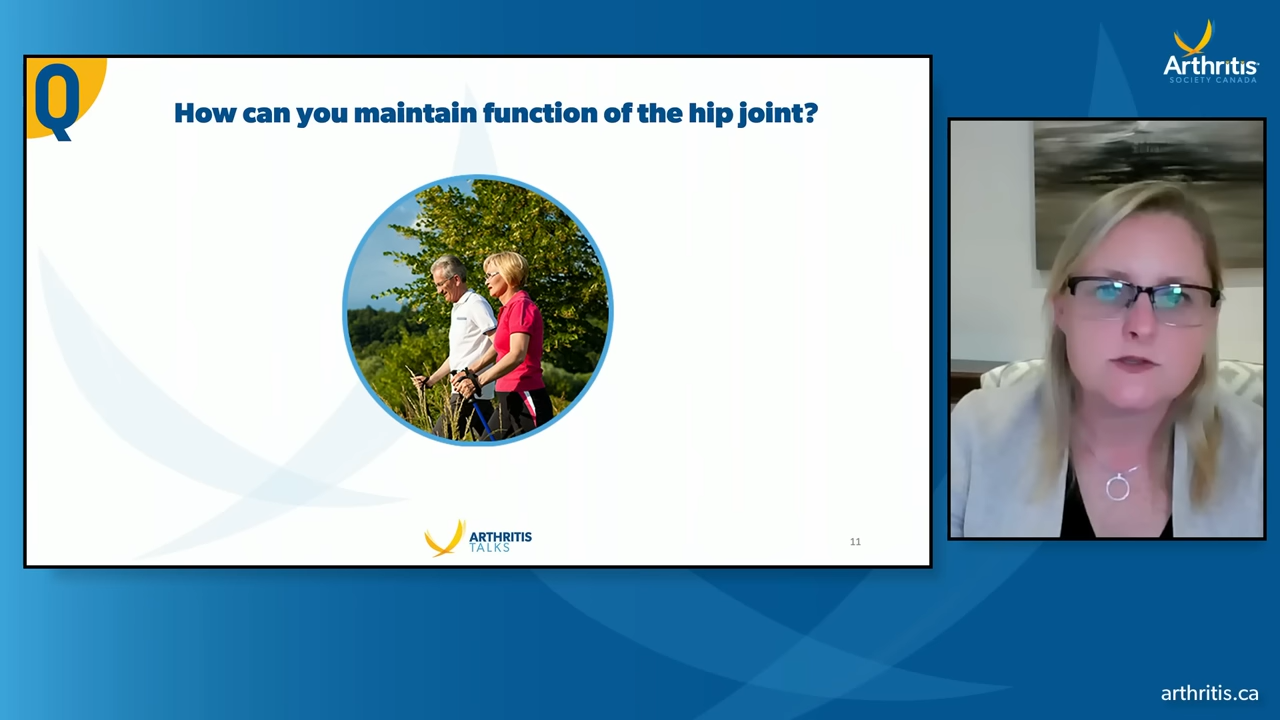 Q
How can you maintain function of the hip joint?
ARTHRITIS
TALKS
11
Arthritis
SOCIETY CANADA
arthritis.ca